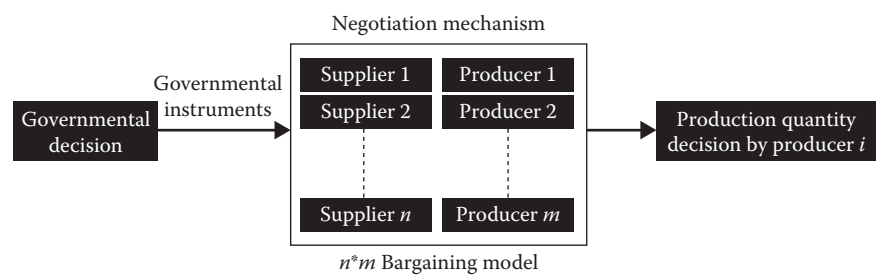 Negotiation mechanism
Governmental
instruments
Governmental
decision
Supplier 1
Producer 1
Supplier 2
Producer 2
Supplier n
Producer m
Production quantity
decision by producer i
n*m Bargaining model